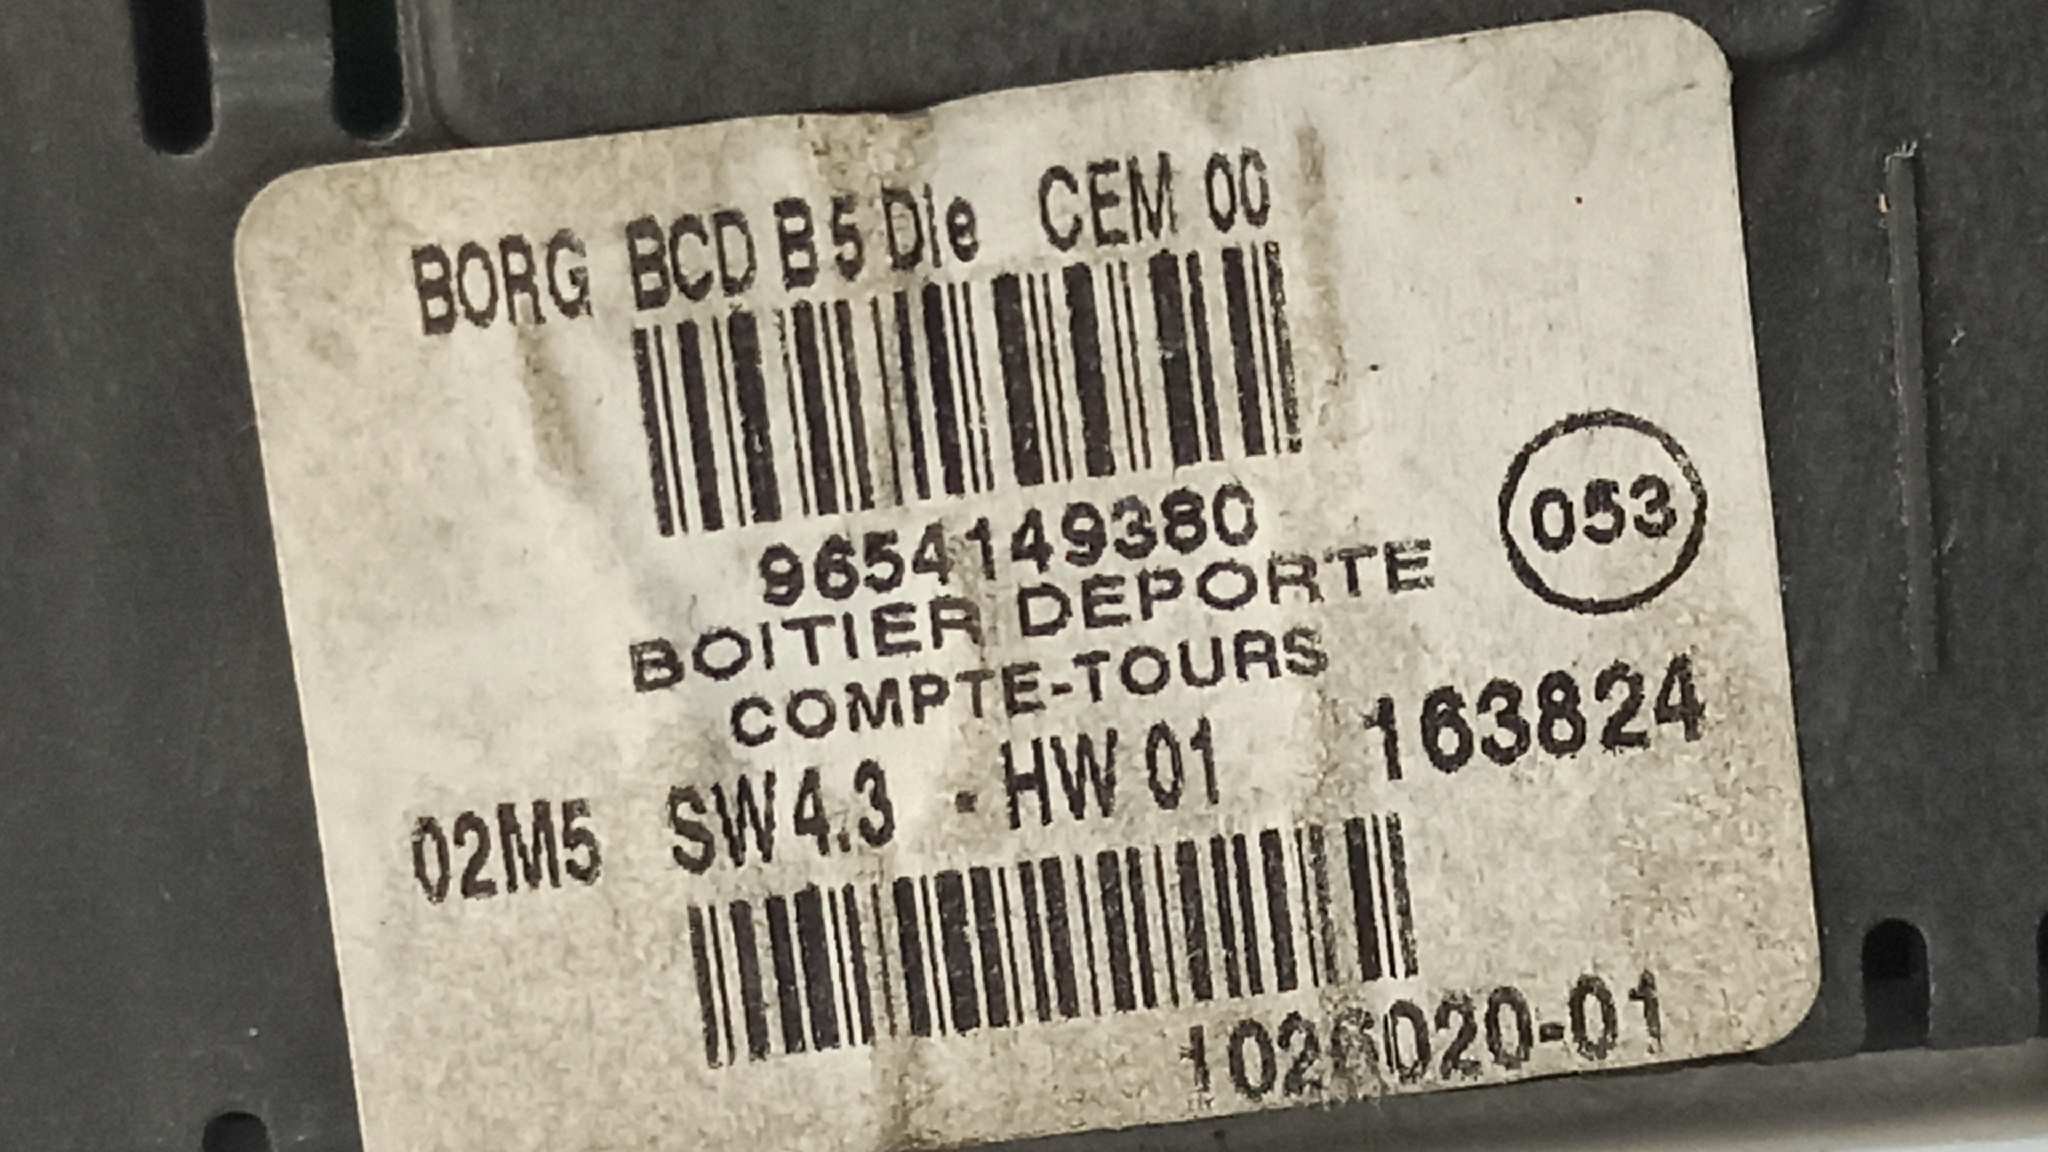 BORG BCD B5 Die CEM 00
9654149380
053
BOITIER DEPORTE
COMPTE-TOURS
163824
02M5 SW4.3 - HW 01
1026020-01